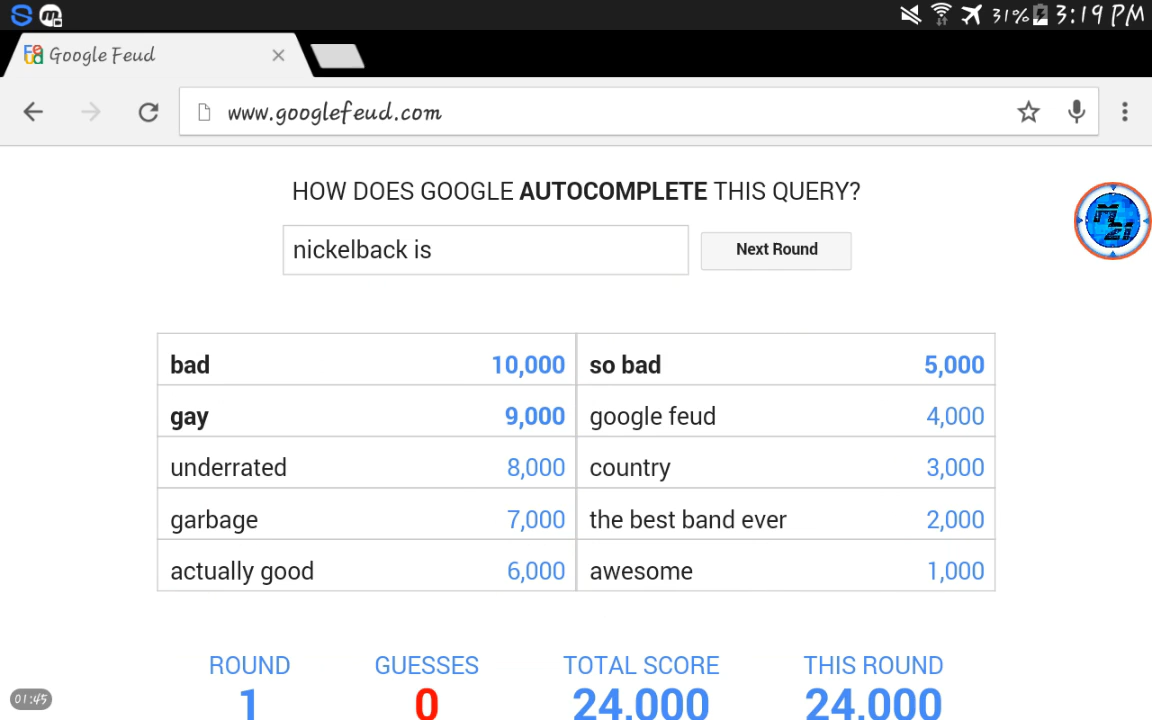 31% 3:19 PM
Google Feud
www.googlefeud.com
HOW DOES GOOGLE AUTOCOMPLETE THIS QUERY?
nickelback is Next Round
M
21
bad 10,000 so bad 5,000
gay 9,000 google feud 4,000
underrated 8,000 country 3,000
garbage 7,000 the best band ever 2,000
actually good 6,000 awesome 1,000
ROUND GUESSES TOTAL SCORE THIS ROUND
1 0 24,000 24,000
01:45